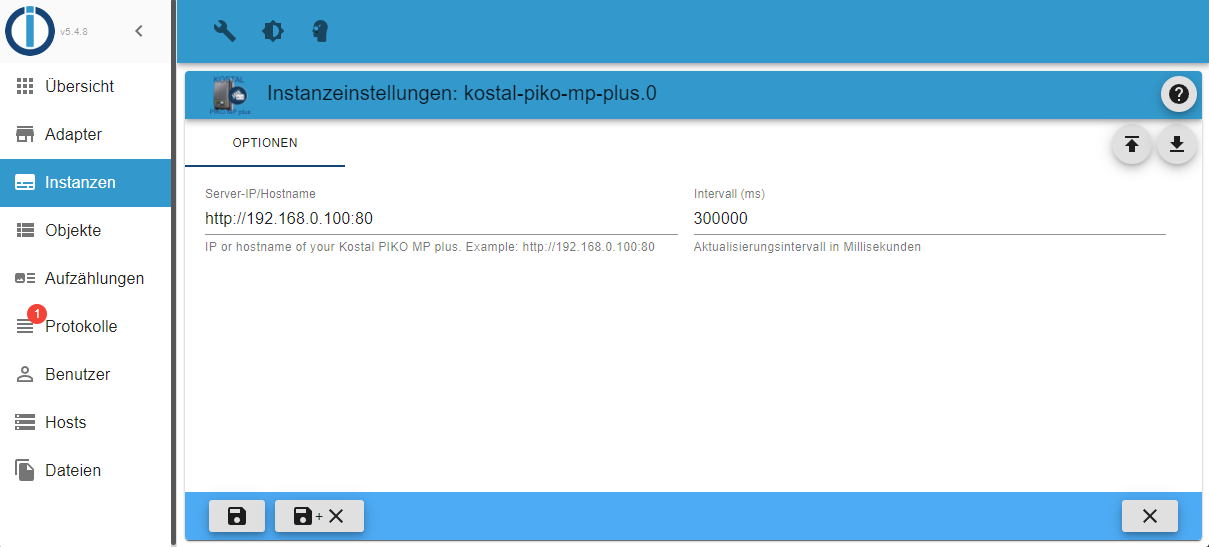 v5.4.8
Übersicht
Adapter
Instanzen
Objekte
Aufzählungen
1
Protokolle
Benutzer
Hosts
Dateien
KOSTAL
PIKO MP plus
Instanzeinstellungen: kostal-piko-mp-plus.0
OPTIONEN
Server-IP/Hostname
http://192.168.0.100:80
IP or hostname of your Kostal PIKO MP plus. Example: http://192.168.0.100:80
Intervall (ms)
300000
Aktualisierungsintervall in Millisekunden
+